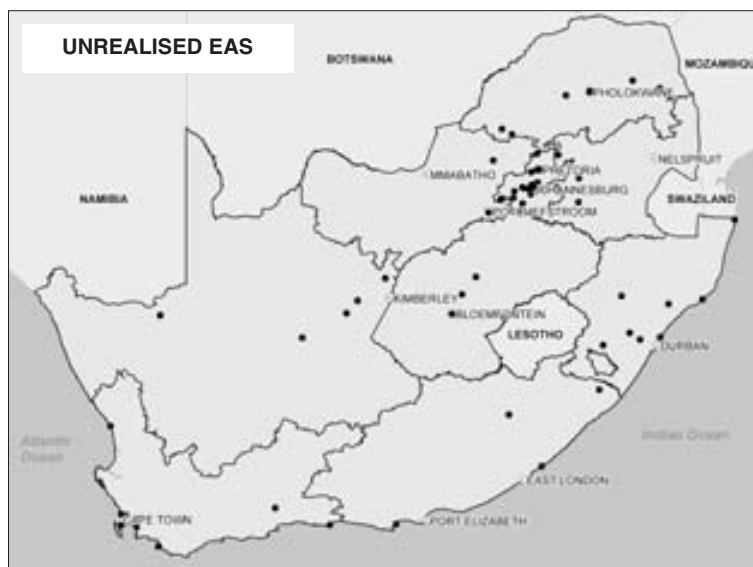 UNREALISED EAS
BOTSWANA
MOZAMBIQU
PHOLOKWANE
NELSPRUIT
MMABATHO
PRETORIA
NAMIBIA
JOHANNESBURG
SWAZILAND
POTCHEFSTROOM
KIMBERLEY
BLOEMFONTEIN
LESOTHO
DURBAN
Atlantic
Ocean
Indian Ocean
EAST LONDON
CAPE TOWN
PORT ELIZABETH